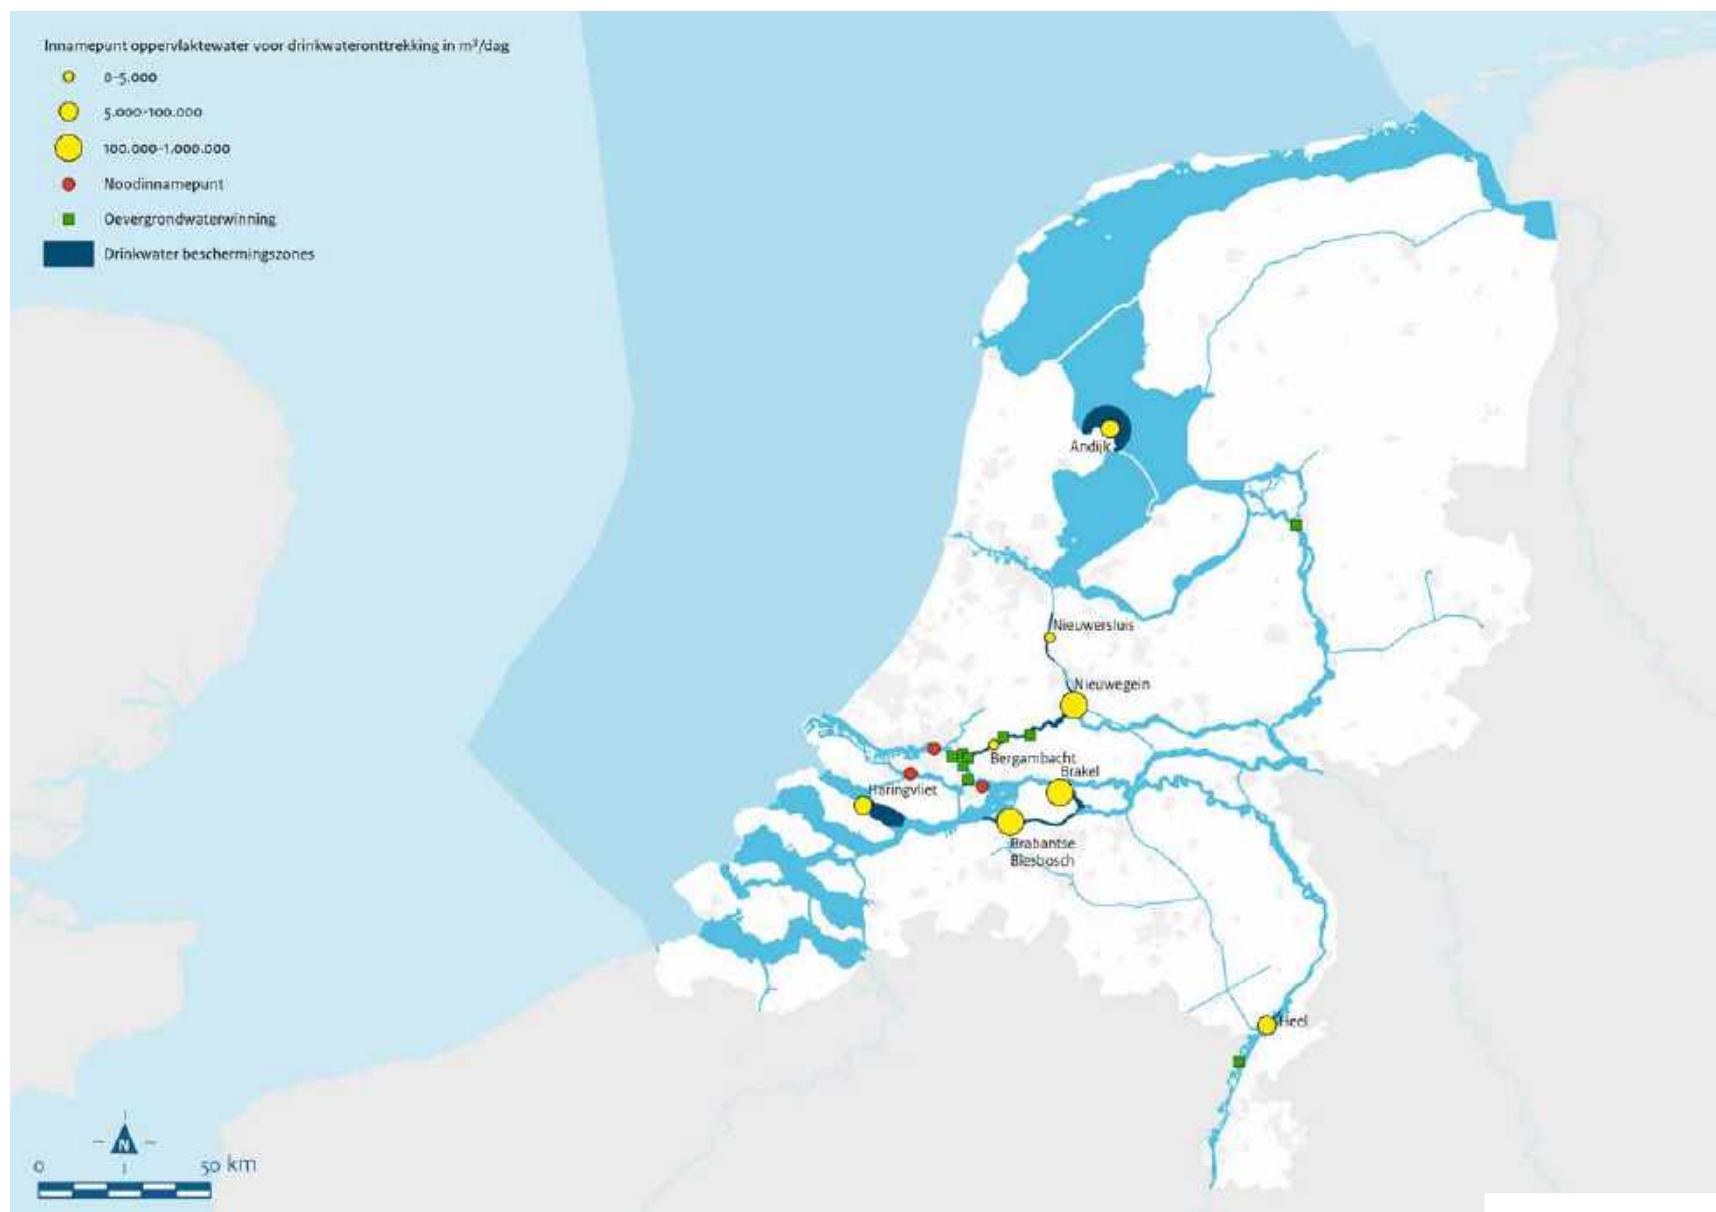 Innamepunt oppervlaktewater voor drinkwateronttrekking in m³/dag
0-5.000
5.000-100.000
100.000-1.000.000
Noodinnamepunt
Oevergrondwaterwinning
Drinkwater beschermingszones
Andijk
Nieuwersluis
Nieuwegein
Bergambacht
Brakel
Haringvliet
Brabantse
Biesbosch
Heel
N
0 50 km